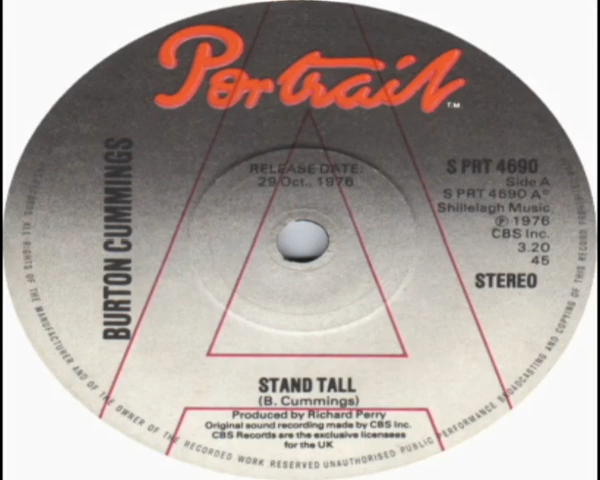 Portrait
TM
RELEASE DATE:
29 Oct., 1976
BURTON CUMMINGS
S PRT 4690
Side A
S PRT 4690 A°
Shillelagh Music
℗ 1976
CBS Inc.
3.20
45
STEREO
A
STAND TALL
(B. Cummings)
Produced by Richard Perry
Original sound recording made by CBS Inc.
CBS Records are the exclusive licensees
for the UK
ALL RIGHTS OF THE MANUFACTURER AND OF THE OWNER OF THE RECORDED WORK RESERVED UNAUTHORISED PUBLIC PERFORMANCE BROADCASTING AND COPYING OF THIS RECORD